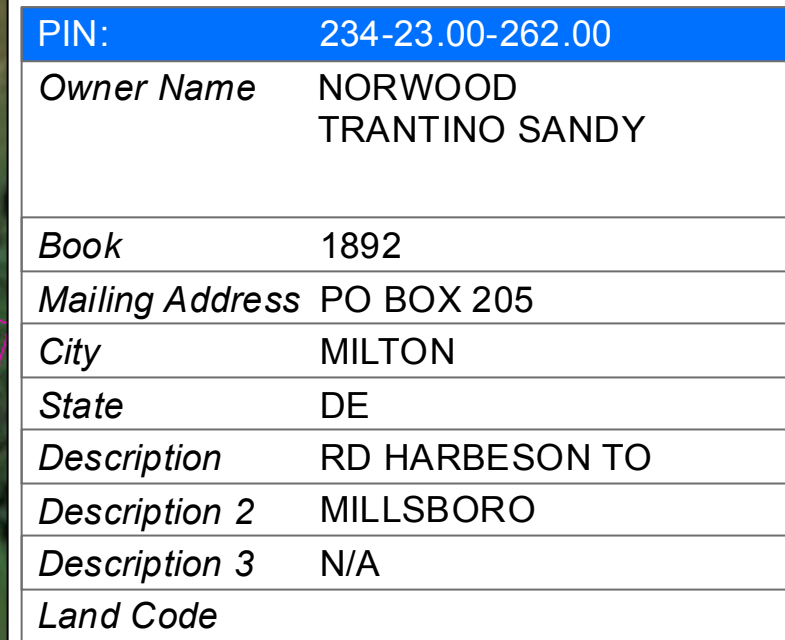 PIN: 234-23.00-262.00
Owner Name NORWOOD
TRANTINO SANDY
Book 1892
Mailing Address PO BOX 205
City MILTON
State DE
Description RD HARBESON TO
Description 2 MILLSBORO
Description 3 N/A
Land Code